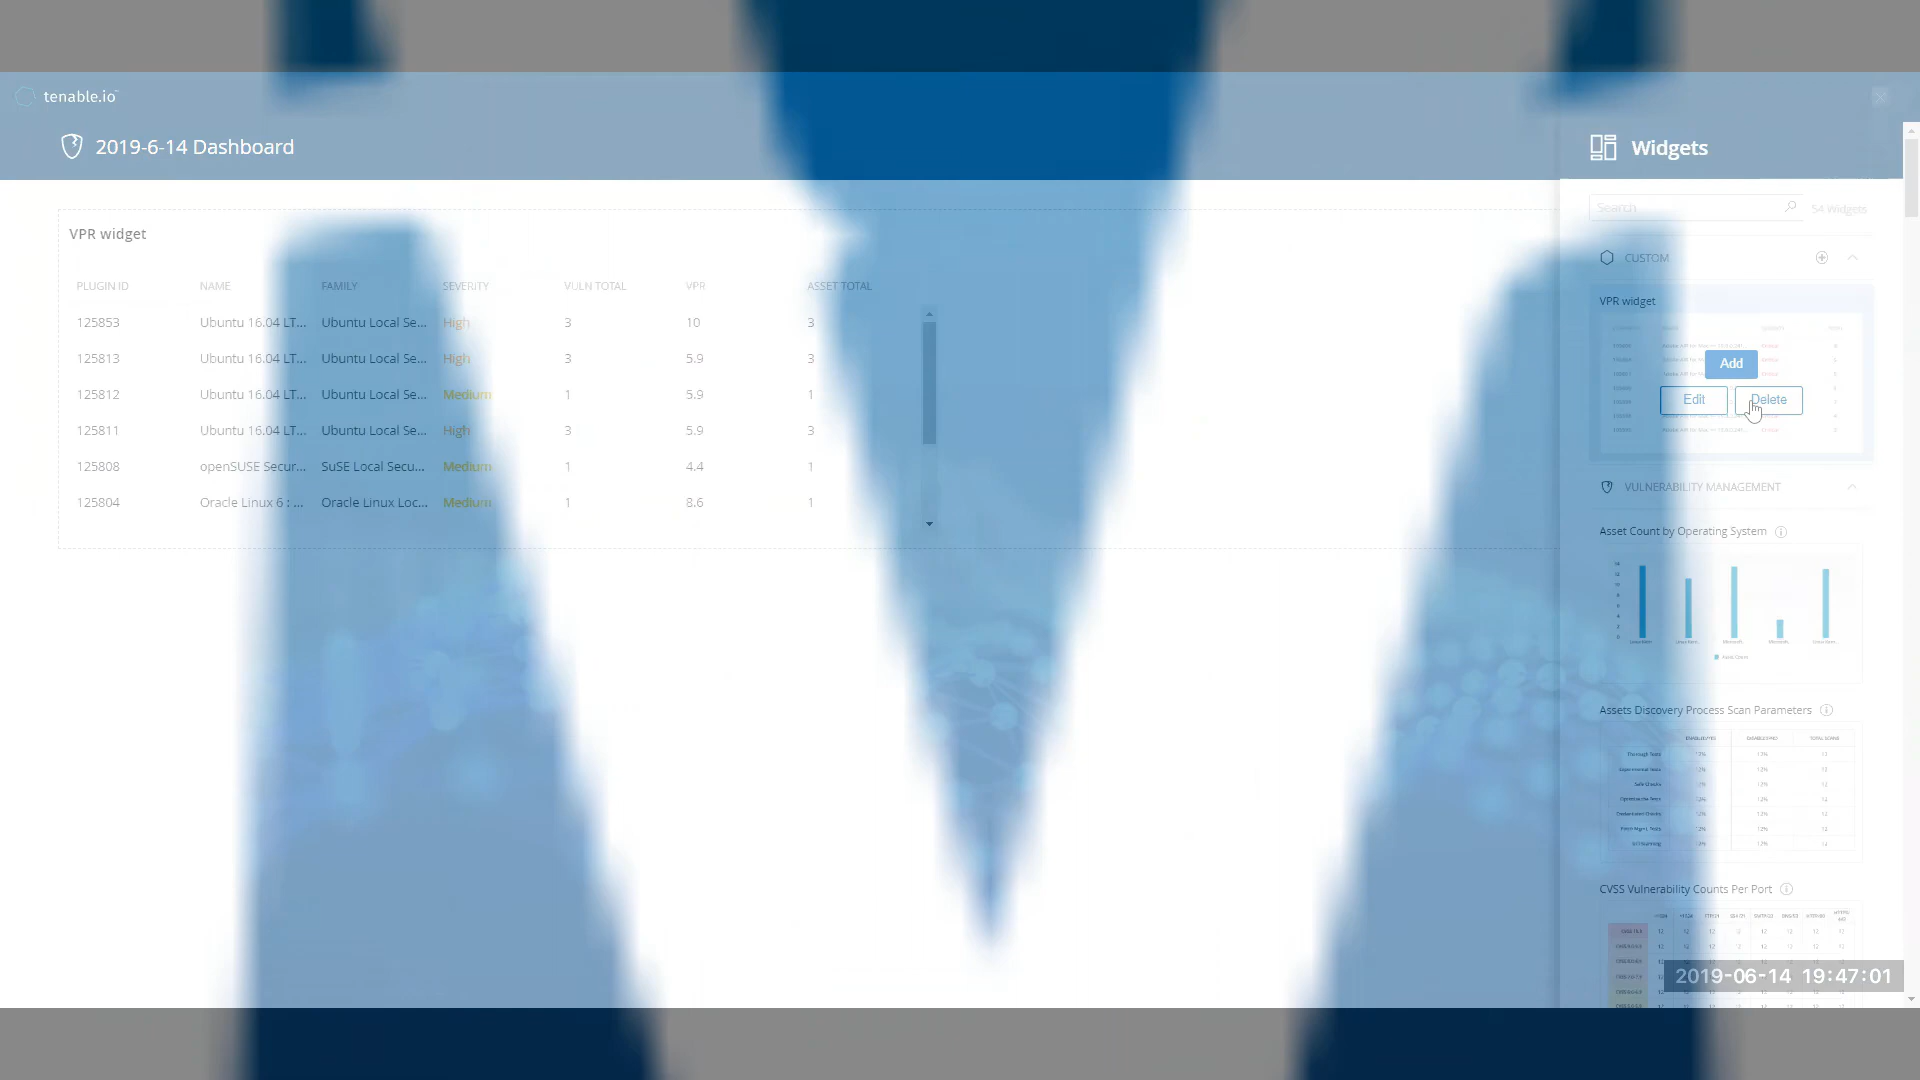 tenable.io
2019-6-14 Dashboard
Widgets
Search
54 Widgets
VPR widget
CUSTOM
PLUGIN ID NAME FAMILY SEVERITY VULN TOTAL VPR ASSET TOTAL
125853 Ubuntu 16.04 LT... Ubuntu Local Se... High 3 10 3
125813 Ubuntu 16.04 LT... Ubuntu Local Se... High 3 5.9 3
125812 Ubuntu 16.04 LT... Ubuntu Local Se... Medium 1 5.9 1
125811 Ubuntu 16.04 LT... Ubuntu Local Se... High 3 5.9 3
125808 openSUSE Secur... SuSE Local Secu... Medium 1 4.4 1
125804 Oracle Linux 6 : ... Oracle Linux Loc... Medium 1 8.6 1
VPR widget
Add
Edit Delete
VULNERABILITY MANAGEMENT
Asset Count by Operating System
Assets Discovery Process Scan Parameters
CVSS Vulnerability Counts Per Port
2019-06-14 19:47:01